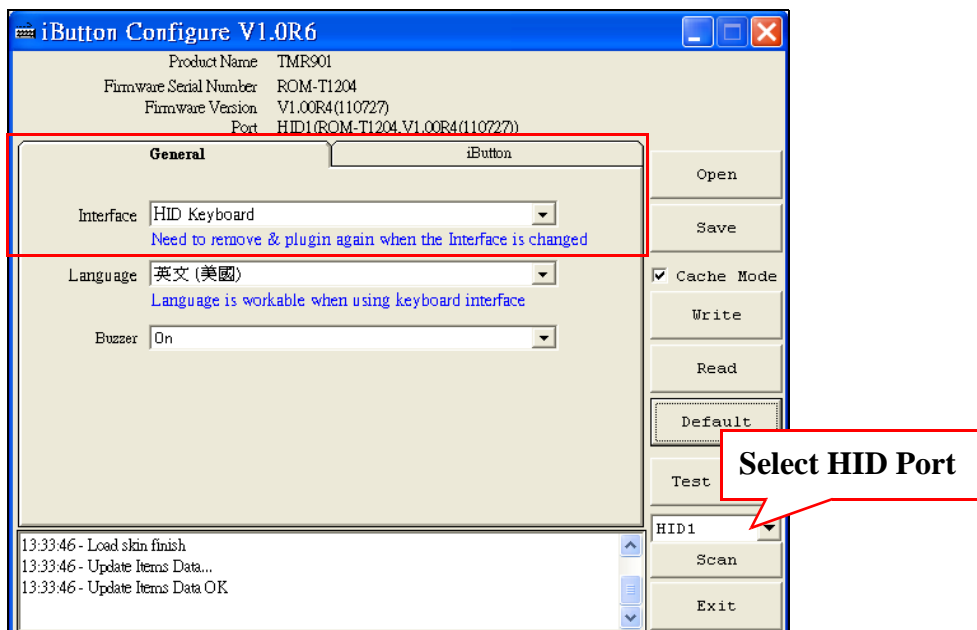 iButton Configure V1.0R6
Product Name TMR901
Firmware Serial Number ROM-T1204
Firmware Version V1.00R4(110727)
Port HID1(ROM-T1204,V1.00R4(110727))
General iButton
Interface HID Keyboard
Need to remove & plugin again when the Interface is changed
Language 英文 (美國)
Language is workable when using keyboard interface
Buzzer On
Open
Save
Cache Mode
Write
Read
Default
Select HID Port
Test
HID1
Scan
Exit
13:33:46 - Load skin finish
13:33:46 - Update Items Data...
13:33:46 - Update Items Data OK